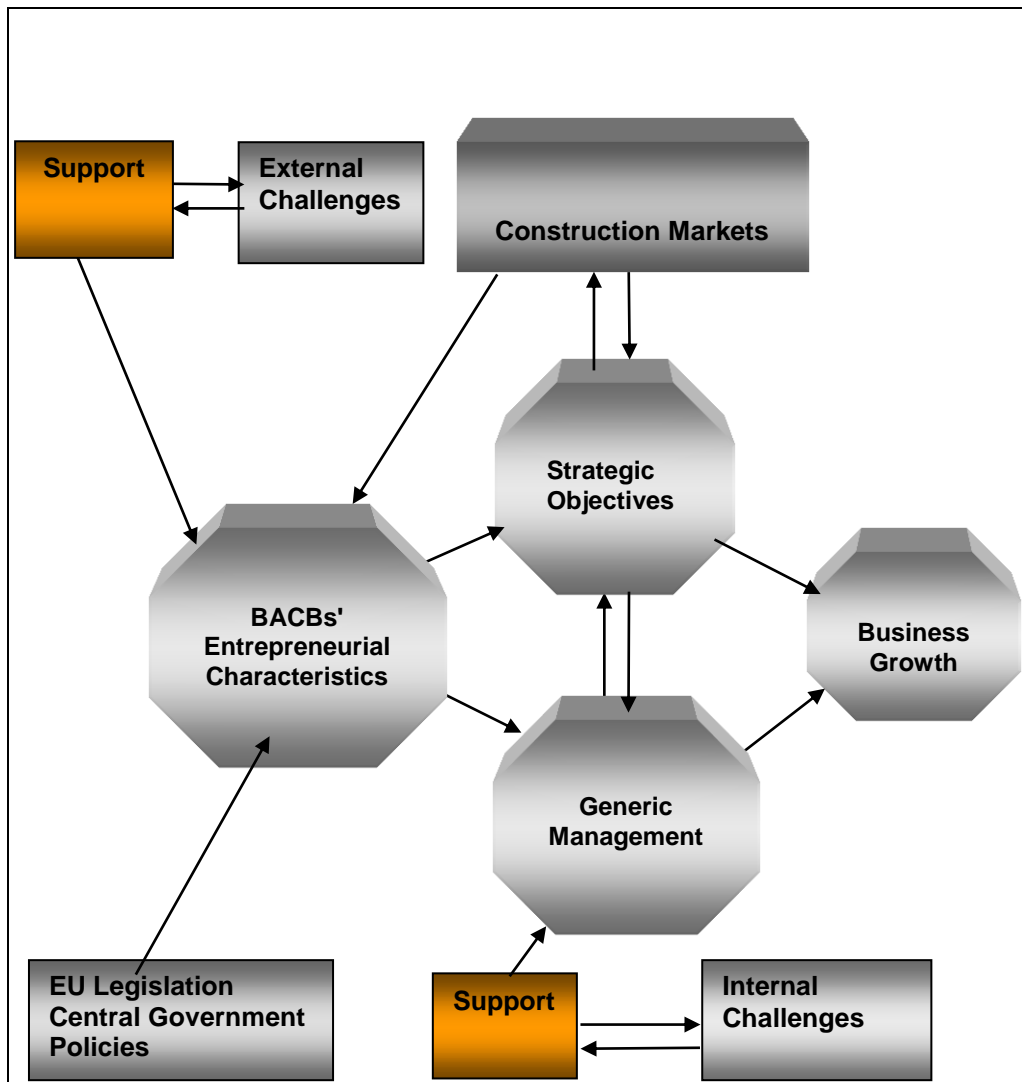 Support
External
Challenges
Construction Markets
Strategic
Objectives
BACBs'
Entrepreneurial
Characteristics
Business
Growth
Generic
Management
EU Legislation
Central Government
Policies
Support
Internal
Challenges